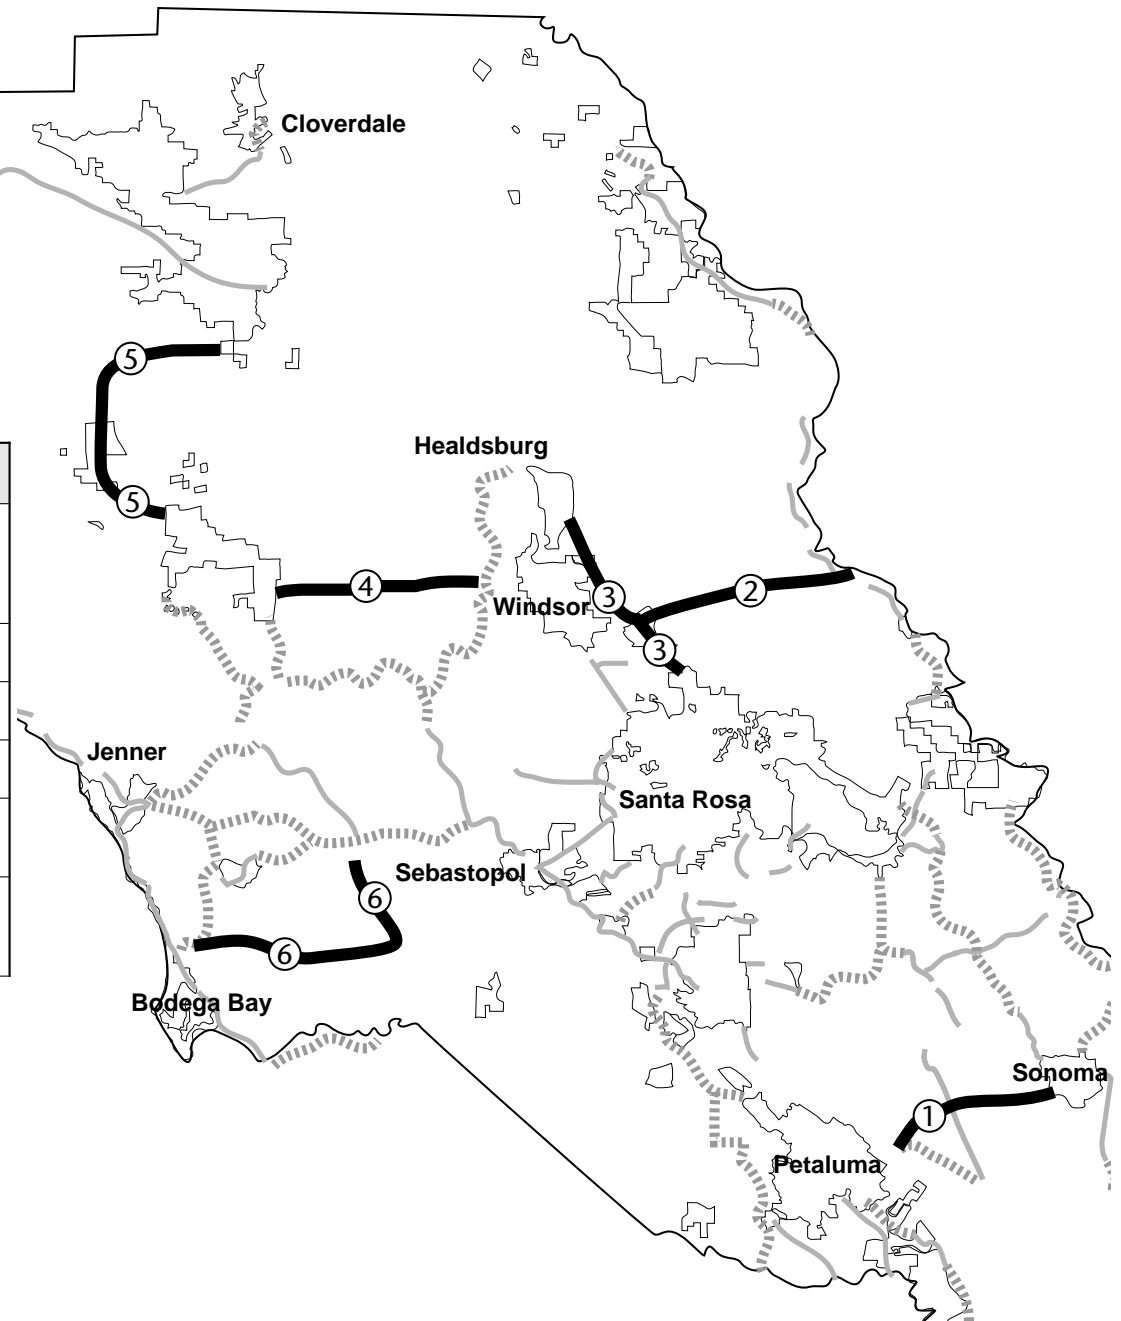 Cloverdale
5
Healdsburg
5
4
2
Windsor
3
3
Jenner
Santa Rosa
Sebastopol
6
6
Bodega Bay
Sonoma
1
Petaluma